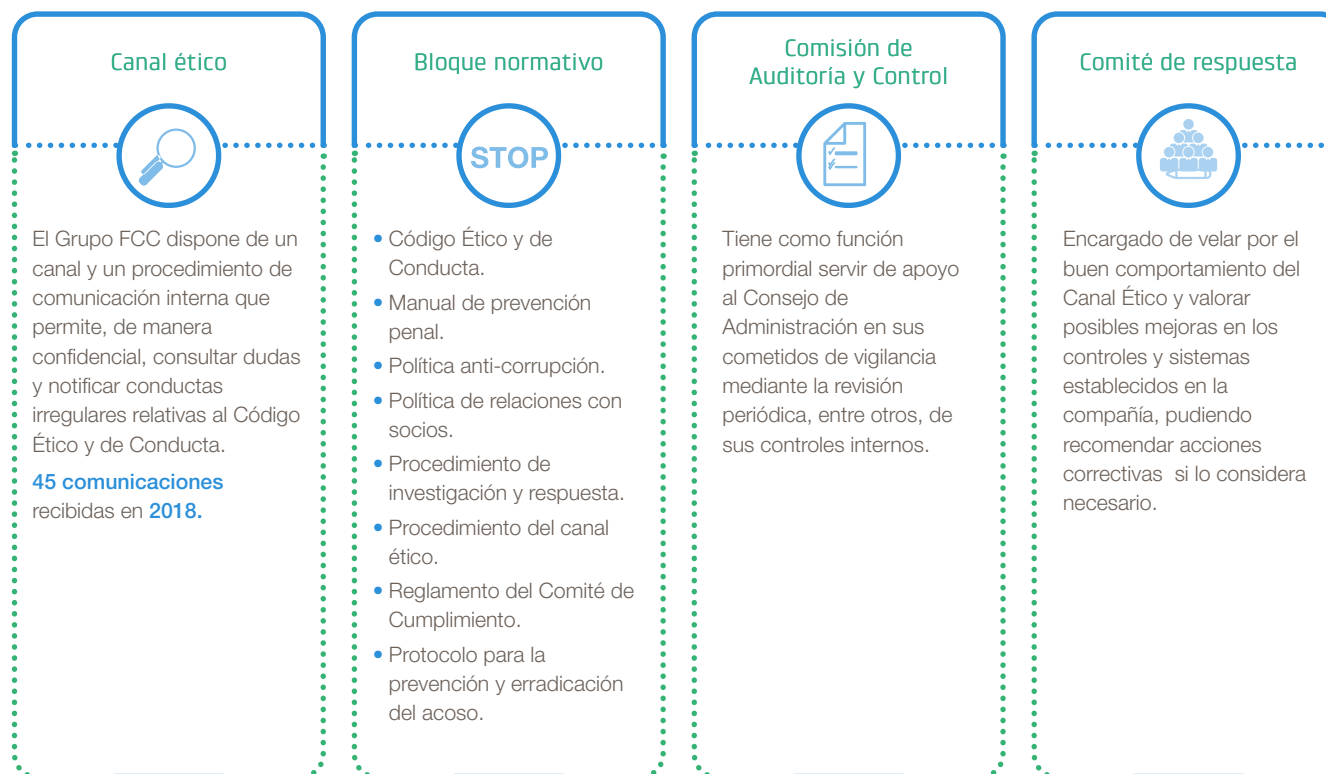 Canal ético
El Grupo FCC dispone de un
canal y un procedimiento de
comunicación interna que
permite, de manera
confidencial, consultar dudas
y notificar conductas
irregulares relativas al Código
Ético y de Conducta.
45 comunicaciones
recibidas en 2018.
Bloque normativo
STOP
• Código Ético y de
Conducta.
• Manual de prevención
penal.
• Política anti-corrupción.
• Política de relaciones con
socios.
• Procedimiento de
investigación y respuesta.
• Procedimiento del canal
ético.
• Reglamento del Comité de
Cumplimiento.
• Protocolo para la
prevención y erradicación
del acoso.
Comisión de
Auditoría y Control
Tiene como función
primordial servir de apoyo
al Consejo de
Administración en sus
cometidos de vigilancia
mediante la revisión
periódica, entre otros, de
sus controles internos.
Comité de respuesta
Encargado de velar por el
buen comportamiento del
Canal Ético y valorar
posibles mejoras en los
controles y sistemas
establecidos en la
compañía, pudiendo
recomendar acciones
correctivas  si lo considera
necesario.